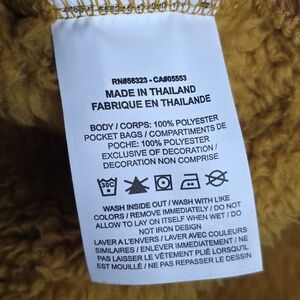 RN#56323 - CA#05553
MADE IN THAILAND
FABRIQUE EN THAILANDE
BODY / CORPS: 100% POLYESTER
POCKET BAGS / COMPARTIMENTS DE
POCHE: 100% POLYESTER
EXCLUSIVE OF DECORATION /
DECORATION NON COMPRISE
30C
WASH INSIDE OUT / WASH WITH LIKE
COLORS / REMOVE IMMEDIATELY / DO NOT
ALLOW TO LAY ON ITSELF WHEN WET / DO
NOT IRON DESIGN
LAVER A L'ENVERS / LAVER AVEC COULEURS
SIMILAIRES / ENLEVER IMMEDIATEMENT / NE
PAS LAISSER LE VÊTEMENT PLIÉ LORSQU'IL
EST MOUILLÉ / NE PAS REPASSER LE DESSIN